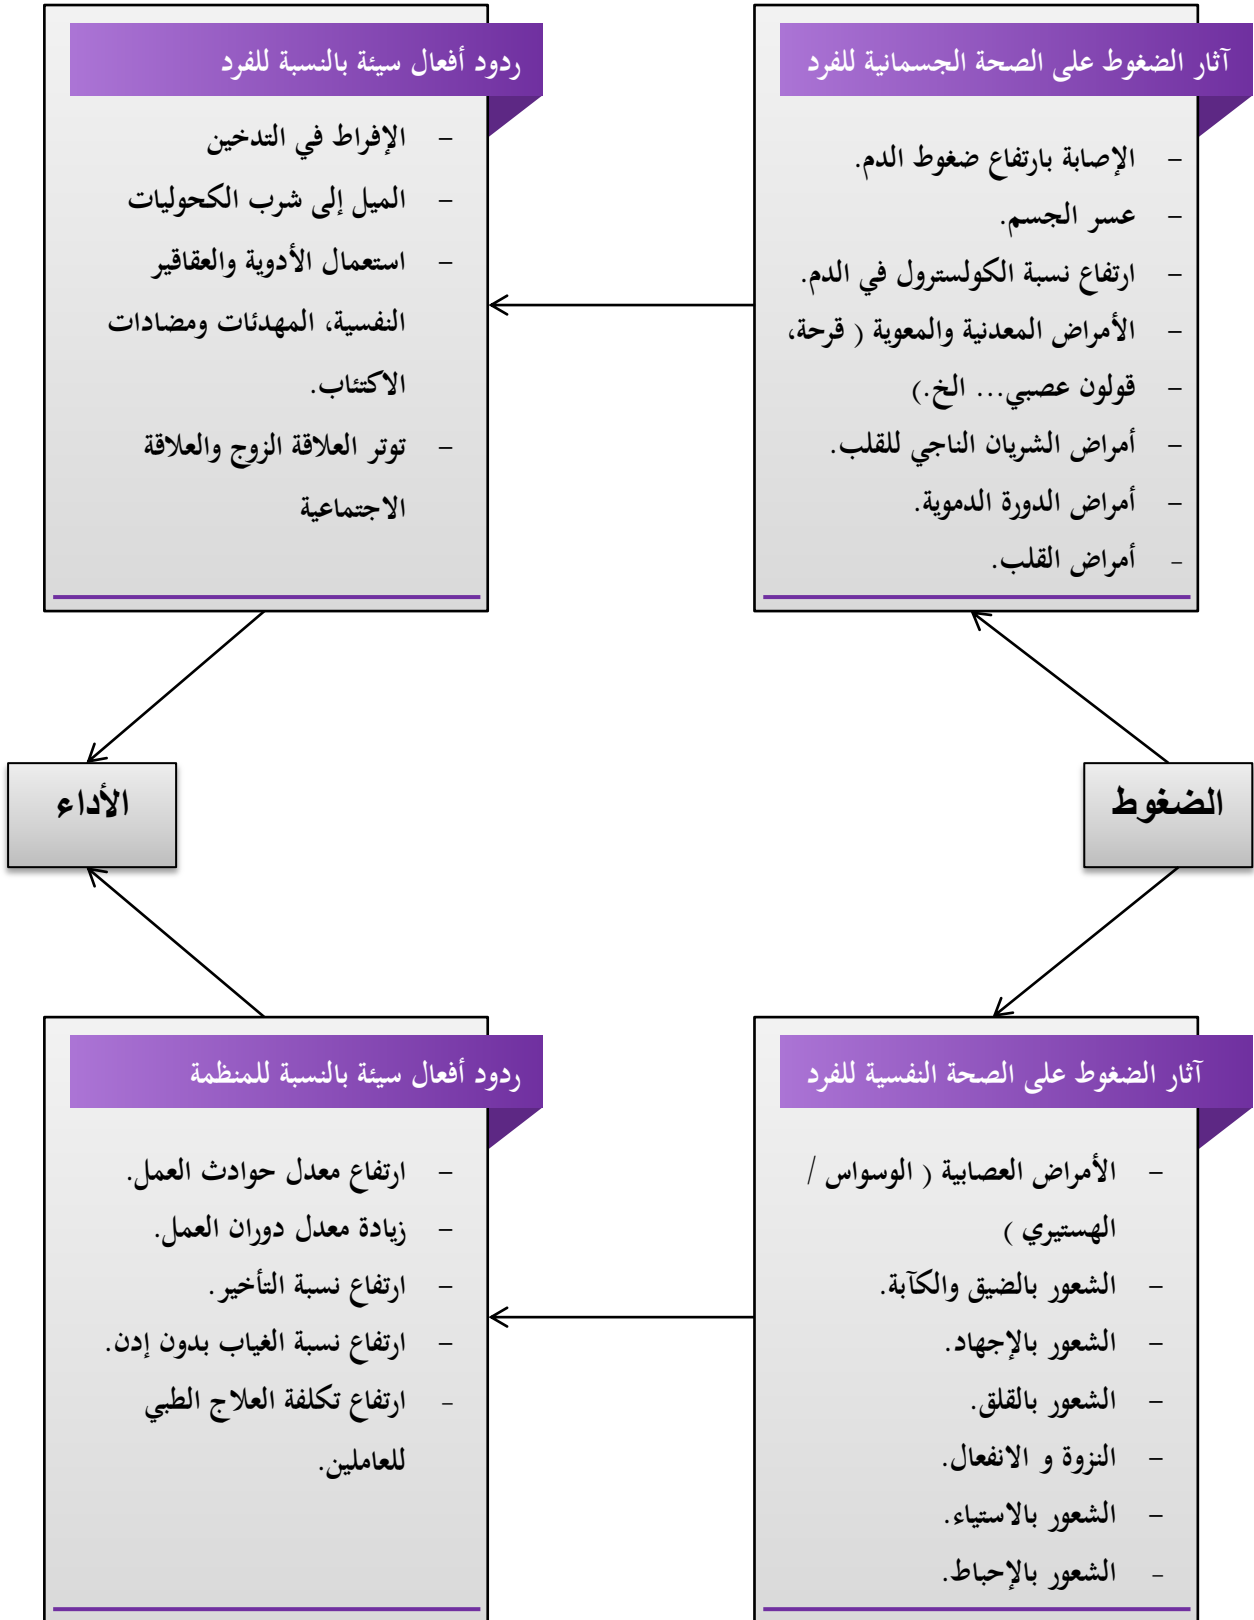 آثار الضغوط على الصحة الجسمانية للفرد
- الإصابة بارتفاع ضغوط الدم.
- عسر الجسم.
- ارتفاع نسبة الكولسترول في الدم.
- الأمراض المعدنية والمعوية ( قرحة،
- قولون عصبي... الخ.)
- أمراض الشريان الناجي للقلب.
- أمراض الدورة الدموية.
- أمراض القلب.
ردود أفعال سيئة بالنسبة للفرد
- الإفراط في التدخين
- الميل إلى شرب الكحوليات
- استعمال الأدوية والعقاقير
النفسية، المهدئات ومضادات
الاكتئاب.
- توتر العلاقة الزوج والعلاقة
الاجتماعية
الضغوط
الأداء
آثار الضغوط على الصحة النفسية للفرد
- الأمراض العصابية ( الوسواس /
الهستيري )
- الشعور بالضيق والكآبة.
- الشعور بالإجهاد.
- الشعور بالقلق.
- النزوة و الانفعال.
- الشعور بالاستياء.
- الشعور بالإحباط.
ردود أفعال سيئة بالنسبة للمنظمة
- ارتفاع معدل حوادث العمل.
- زيادة معدل دوران العمل.
- ارتفاع نسبة التأخير.
- ارتفاع نسبة الغياب بدون إدن.
- ارتفاع تكلفة العلاج الطبي
للعاملين.